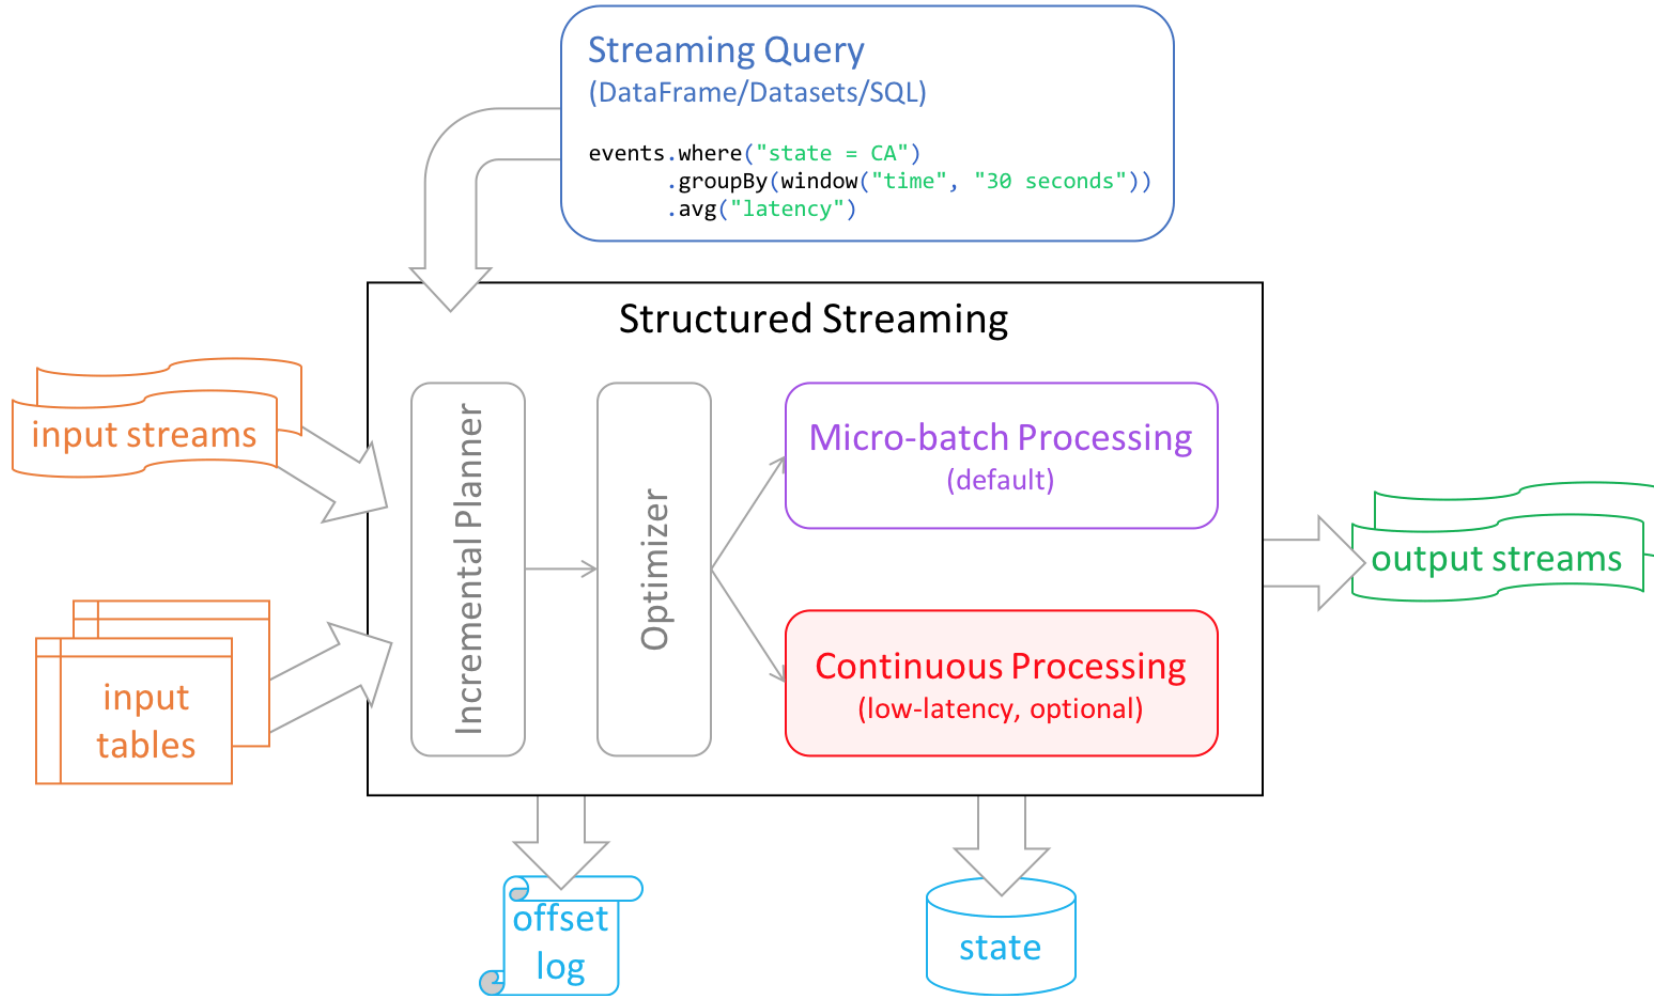 Streaming Query
(DataFrame/Datasets/SQL)
events.where("state = CA")
.groupBy(window("time", "30 seconds"))
.avg("latency")
Structured Streaming
input streams
input
tables
Incremental Planner
Optimizer
Micro-batch Processing
(default)
Continuous Processing
(low-latency, optional)
output streams
offset
log
state